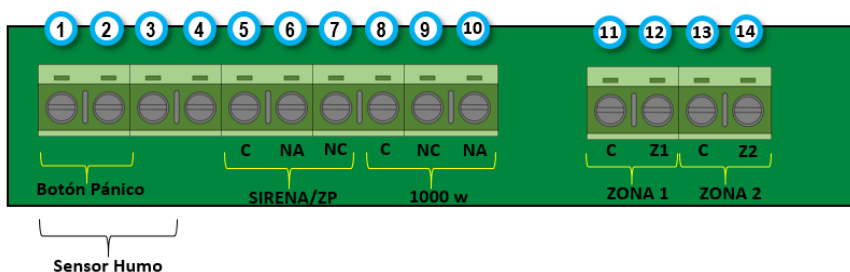 1 2 3 4 5 6 7 8 9 10 11 12 13 14
C NA NC C NC NA C Z1 C Z2
Botón Pánico SIRENA/ZP 1000 w ZONA 1 ZONA 2
Sensor Humo